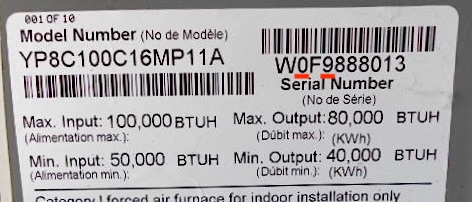 001 OF 10
Model Number (No de Modèle)
YP8C100C16MP11A
W0F9888013
Serial Number
(No de Série)
Max. Input: 100,000 BTUH
(Alimentation max.):
Max. Output: 80,000 BTUH
(Dúbit max.): (KWh)
Min. Input: 50,000 BTUH
(Alimentation min.):
Min. Output: 40,000 BTUH
(Dúbit min.): (KWh)
Category I forced air furnace for indoor installation only